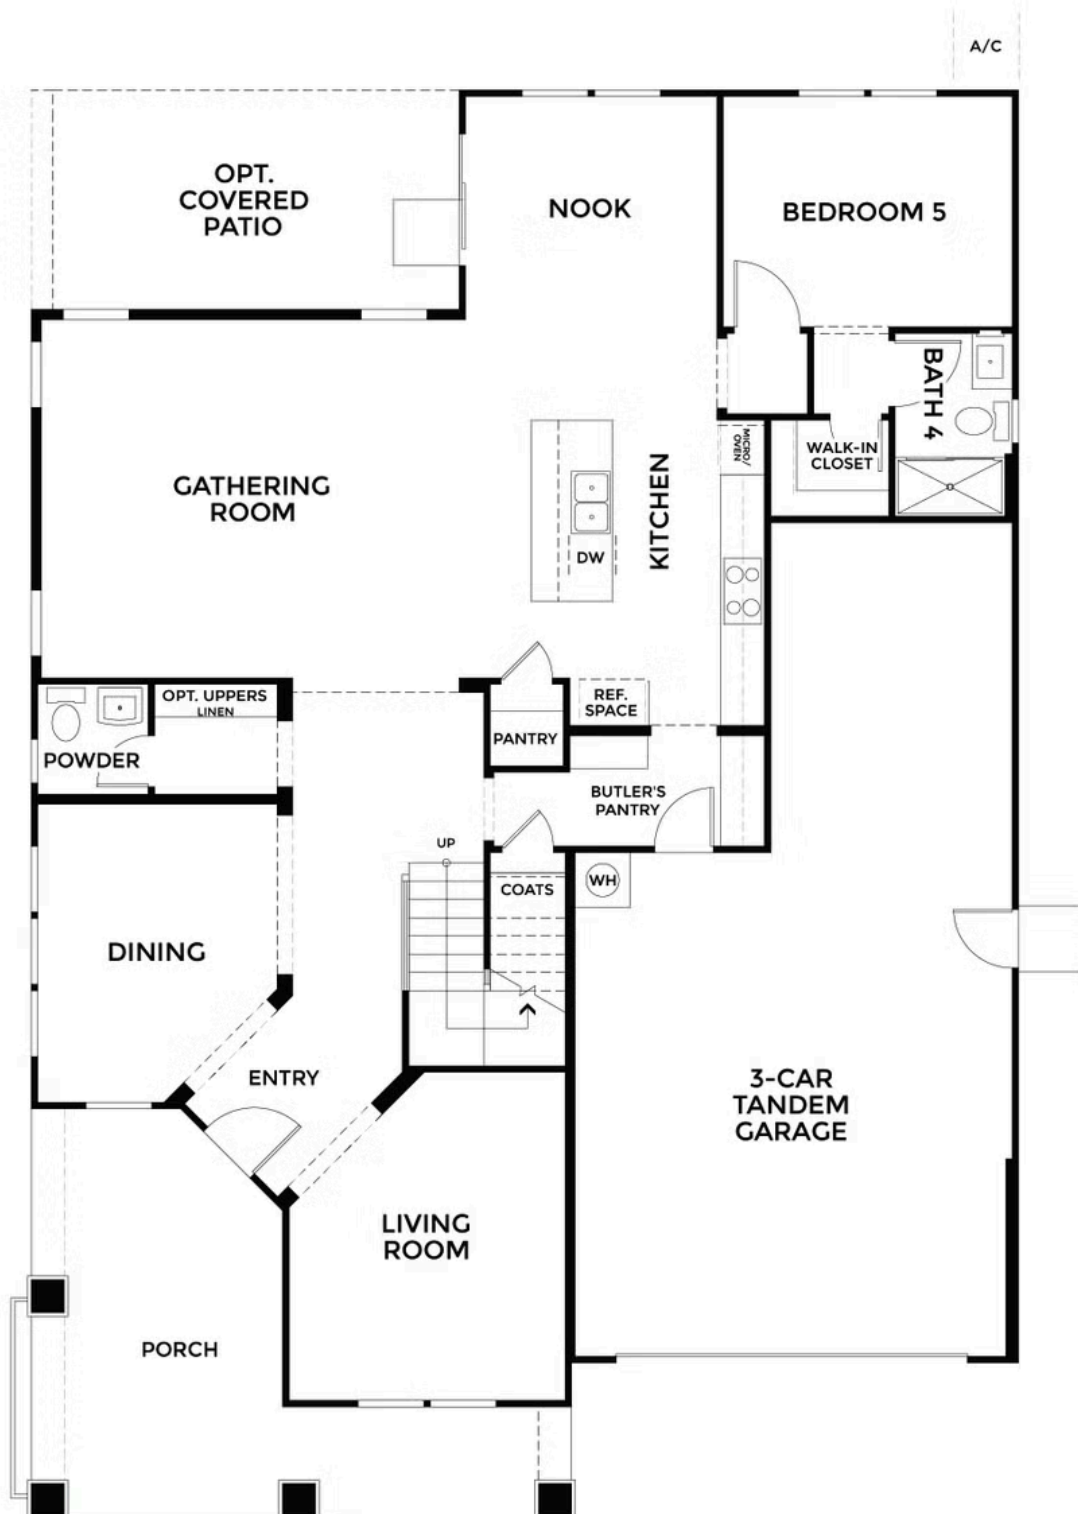 A/C
OPT.
COVERED
PATIO
NOOK
BEDROOM 5
BATH 4
MICRO/
OVEN
WALK-IN
CLOSET
GATHERING
ROOM
KITCHEN
DW
OPT. UPPERS
LINEN
REF.
SPACE
PANTRY
POWDER
BUTLER'S
PANTRY
UP
COATS
WH
DINING
ENTRY
3-CAR
TANDEM
GARAGE
LIVING
ROOM
PORCH